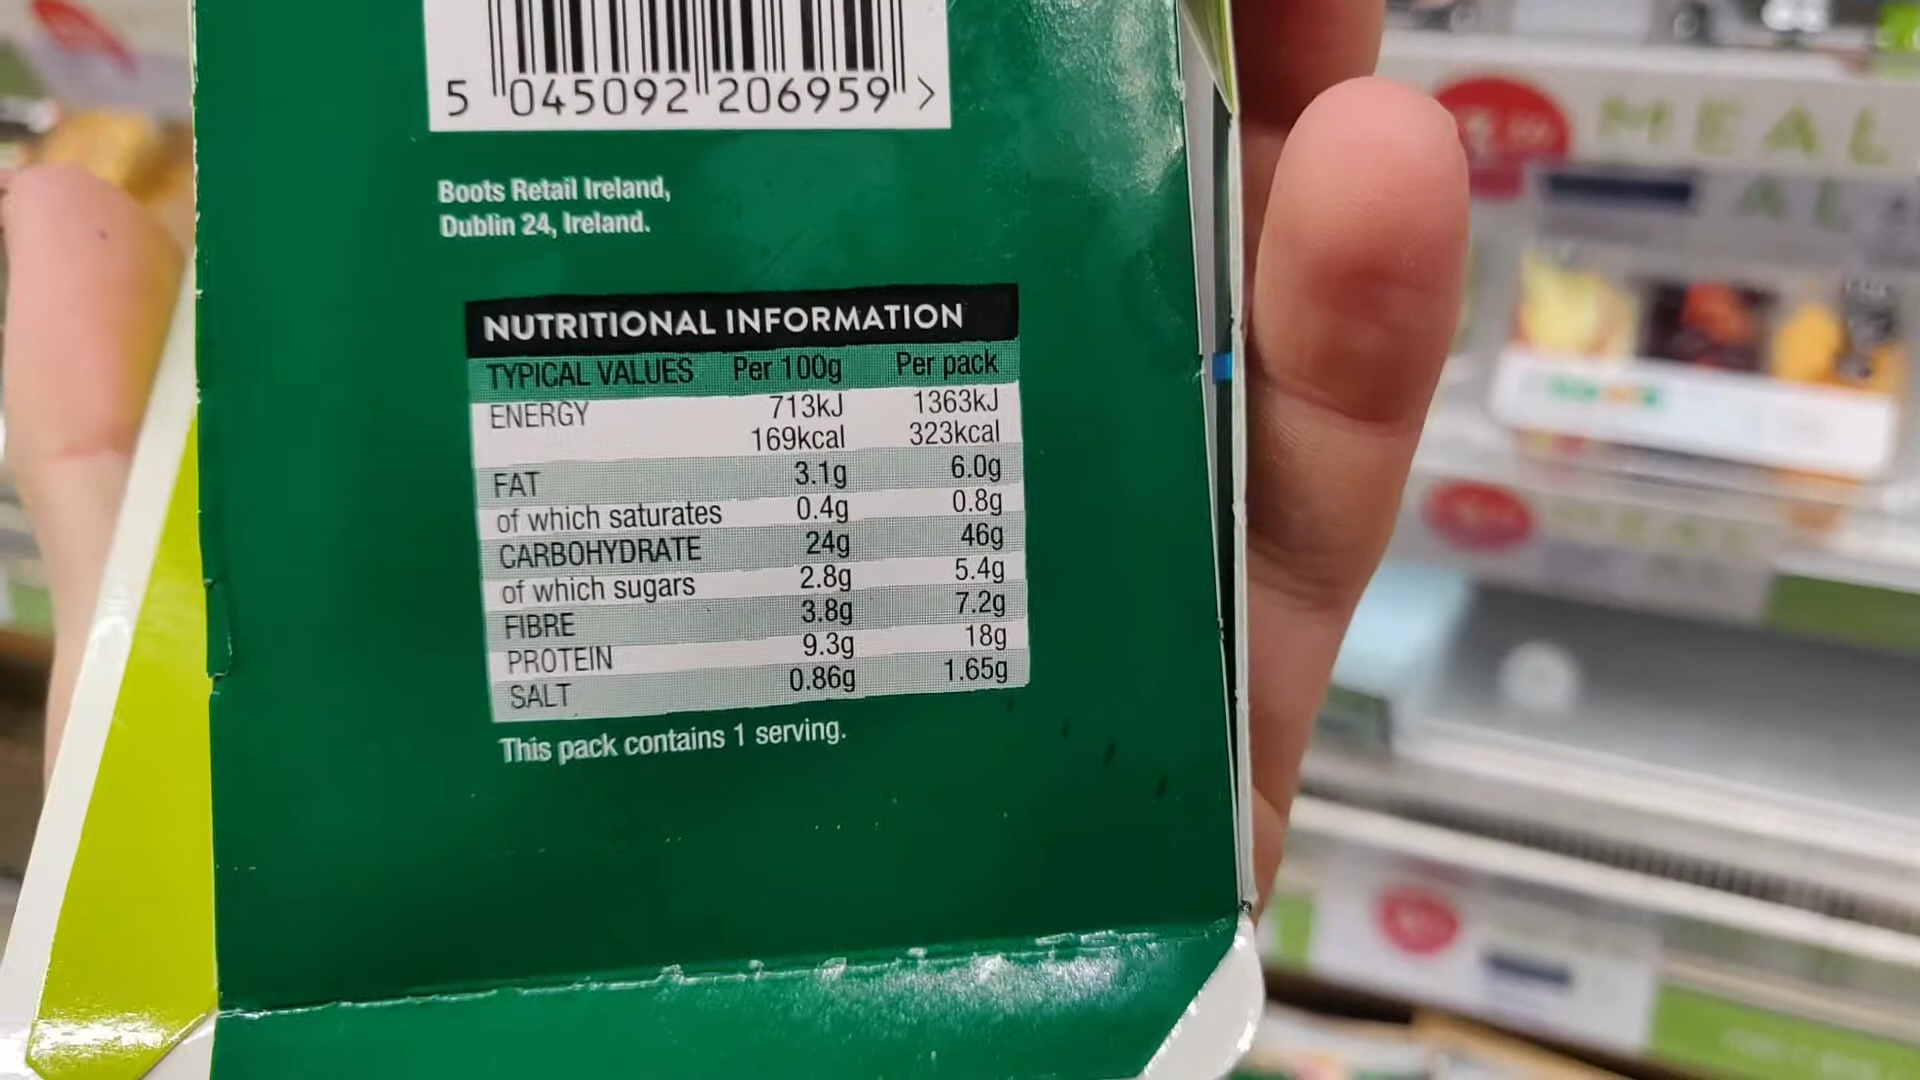 5 045092 206959 >
Boots Retail Ireland,
Dublin 24, Ireland.
NUTRITIONAL INFORMATION
TYPICAL VALUES Per 100g Per pack
ENERGY 713kJ 1363kJ
169kcal 323kcal
FAT 3.1g 6.0g
of which saturates 0.4g 0.8g
CARBOHYDRATE 24g 46g
of which sugars 2.8g 5.4g
FIBRE 3.8g 7.2g
PROTEIN 9.3g 18g
SALT 0.86g 1.65g
This pack contains 1 serving.
MEAL